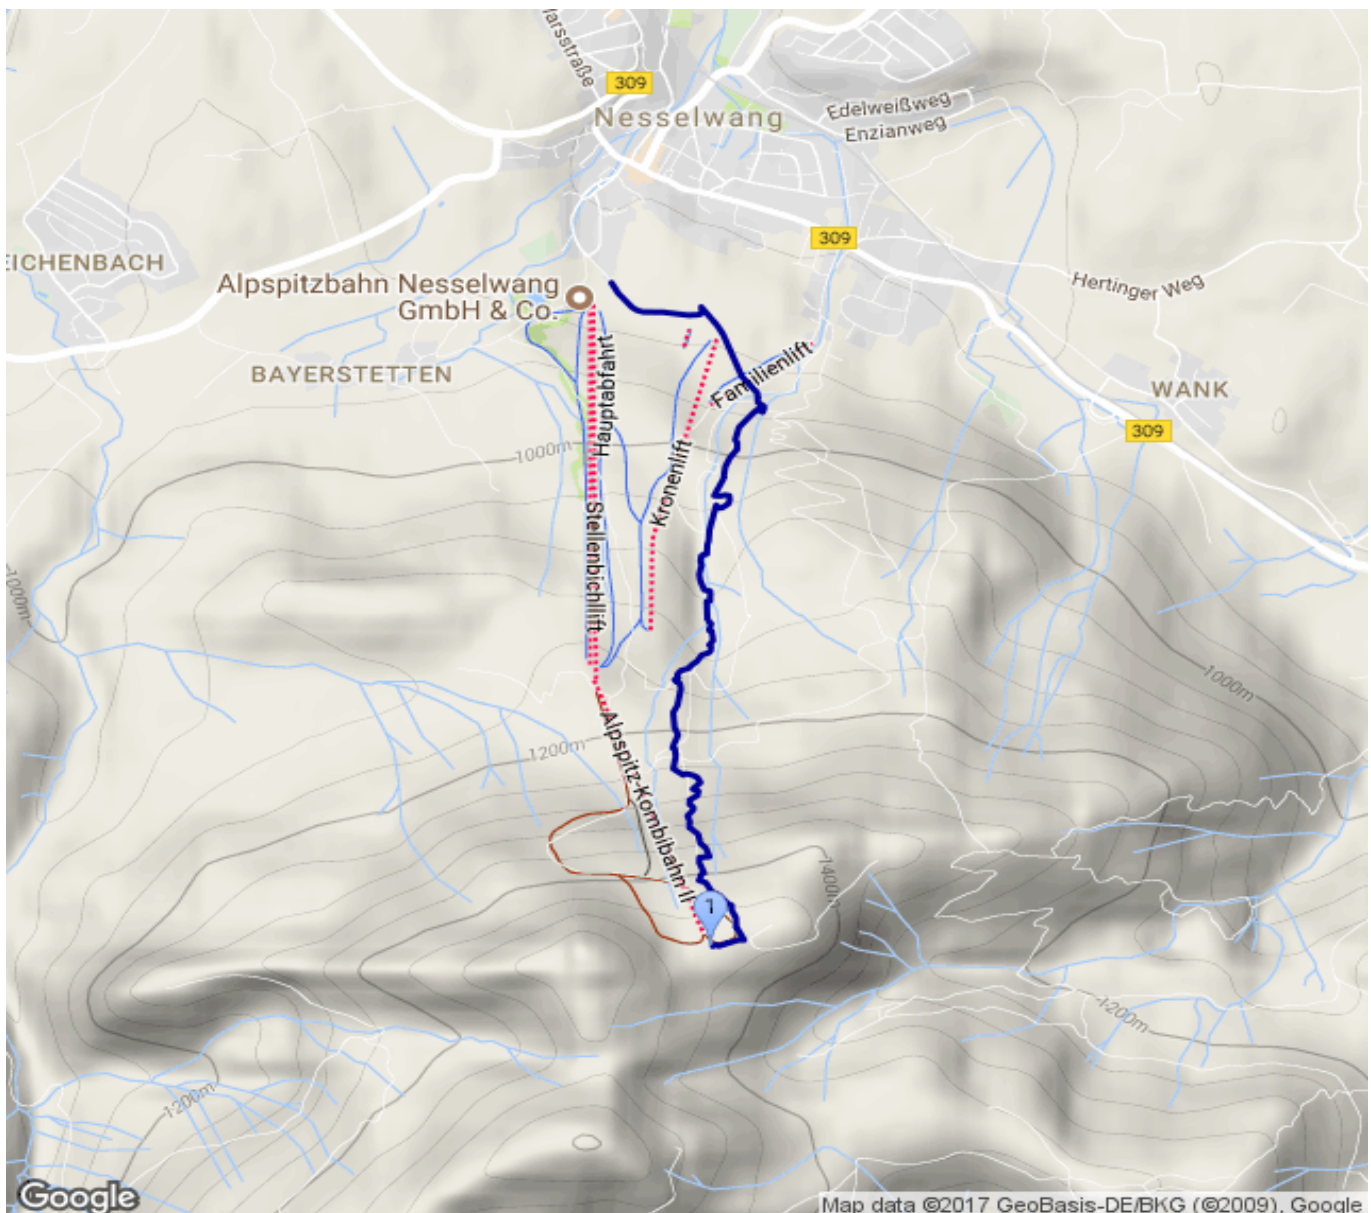 arsstraße
309
Nesselwang
Edelweißweg
Enzianweg
309
EICHENBACH
Hertinger Weg
Alpspitzbahn Nesselwang
GmbH & Co.
Hauptabfahrt
Familienlift
BAYERSTETTEN
WANK
309
1000m
Kronenlift
Stellenbichllift
1000m
1000m
1200m
Alpspitz-Kombibahn II
1400m
1
1200m
1200m
Google
Map data ©2017 GeoBasis-DE/BKG (©2009), Google